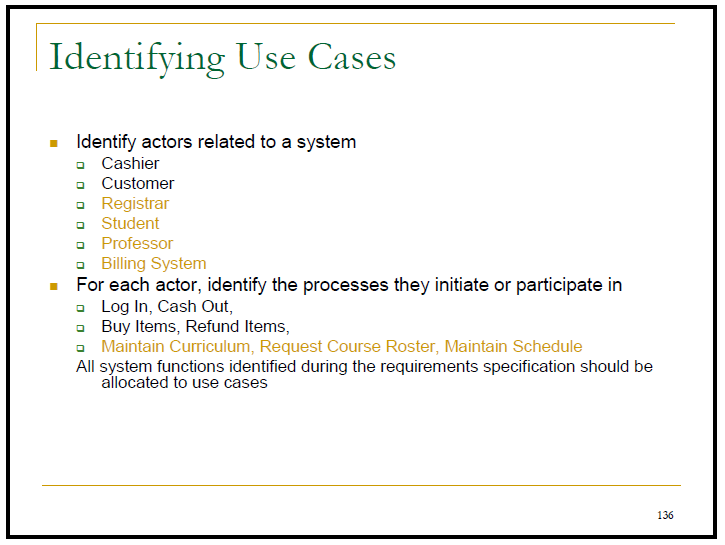 Identifying Use Cases
Identify actors related to a system
Cashier
Customer
Registrar
Student
Professor
Billing System
For each actor, identify the processes they initiate or participate in
Log In, Cash Out,
Buy Items, Refund Items,
Maintain Curriculum, Request Course Roster, Maintain Schedule
All system functions identified during the requirements specification should be
allocated to use cases
136